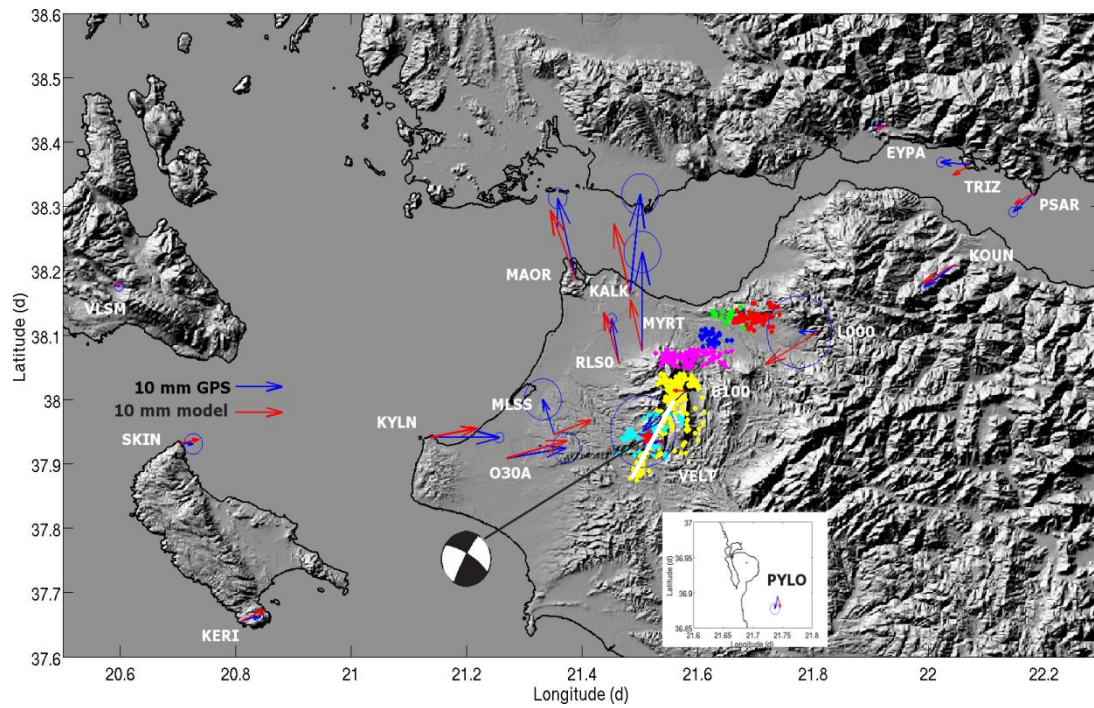 38.6
38.5
38.4
38.3
38.2
38.1
38
37.9
37.8
37.7
37.6
Latitude (d)
EYPA
TRIZ
PSAR
KOUN
MAOR
KALK
VLSM
MYRT
L000
RLS0
10 mm GPS
10 mm model
MLSS
G100
KYLN
SKIN
O30A
VELT
KERI
37
36.95
36.9
36.85
Latitude (d)
PYLO
21.6 21.65 21.7 21.75 21.8
Longitude (d)
20.6 20.8 21 21.2 21.4 21.6 21.8 22 22.2
Longitude (d)